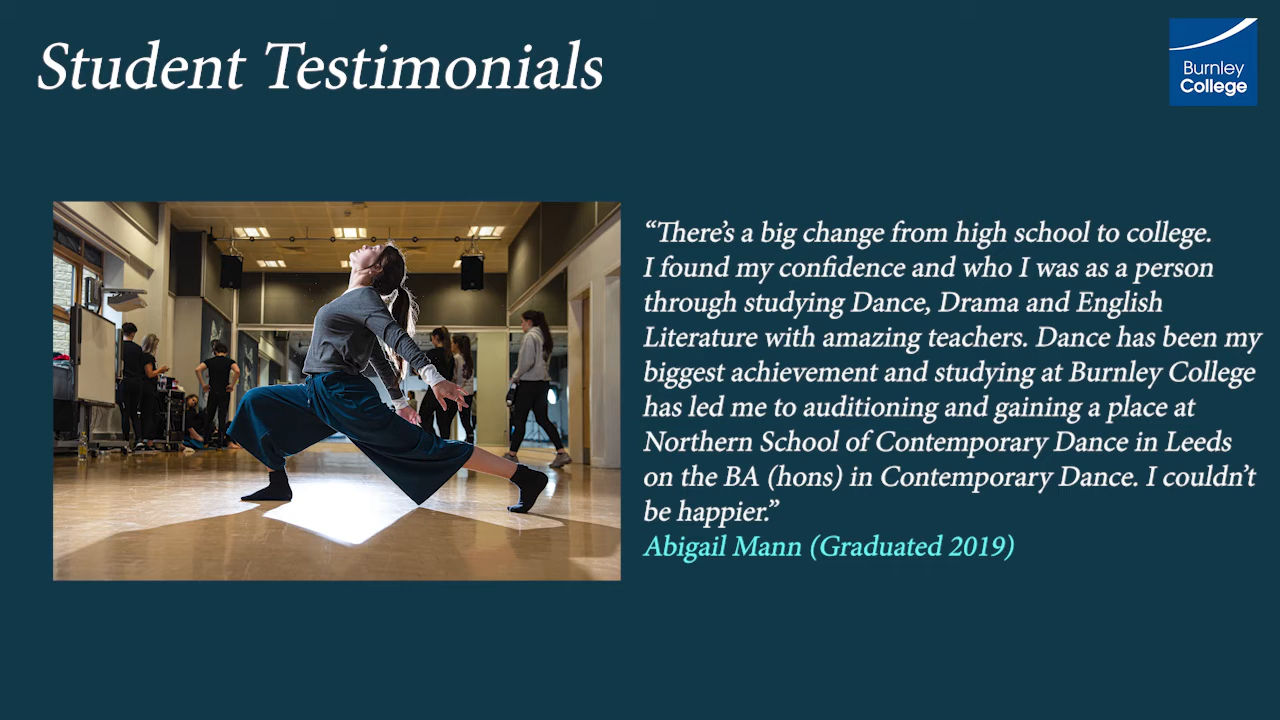 Student Testimonials
Burnley
College
“There’s a big change from high school to college.
I found my confidence and who I was as a person
through studying Dance, Drama and English
Literature with amazing teachers. Dance has been my
biggest achievement and studying at Burnley College
has led me to auditioning and gaining a place at
Northern School of Contemporary Dance in Leeds
on the BA (hons) in Contemporary Dance. I couldn’t
be happier.”
Abigail Mann (Graduated 2019)